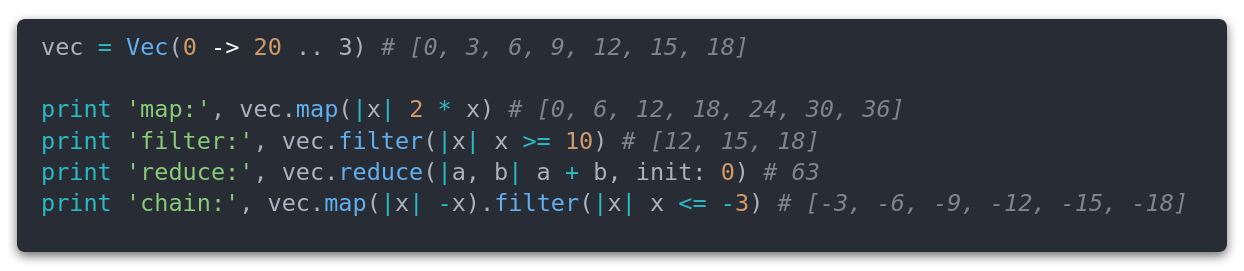 vec = Vec(0 -> 20 .. 3) # [0, 3, 6, 9, 12, 15, 18]
print 'map:', vec.map(|x| 2 * x) # [0, 6, 12, 18, 24, 30, 36]
print 'filter:', vec.filter(|x| x >= 10) # [12, 15, 18]
print 'reduce:', vec.reduce(|a, b| a + b, init: 0) # 63
print 'chain:', vec.map(|x| -x).filter(|x| x <= -3) # [-3, -6, -9, -12, -15, -18]